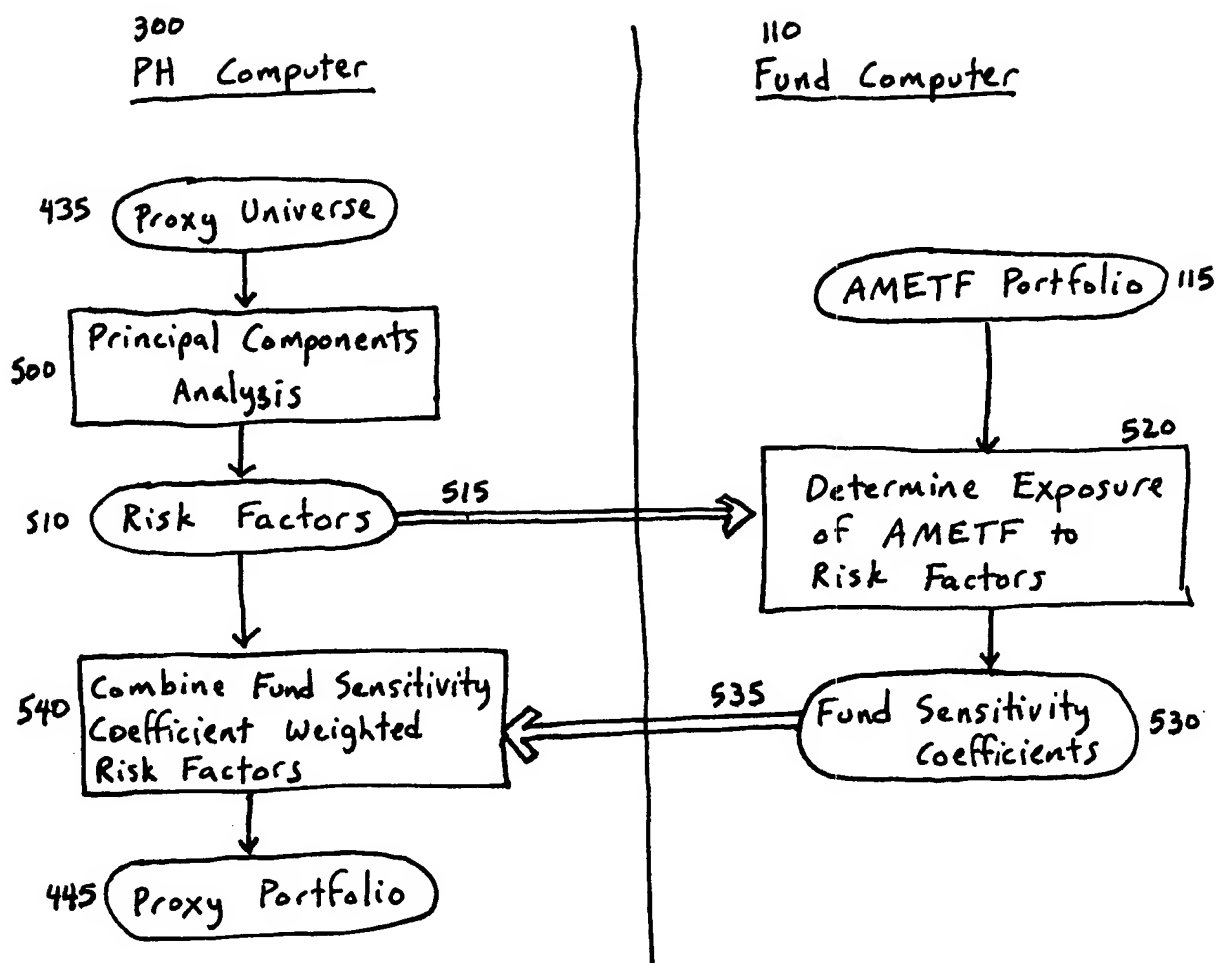 300
PH Computer
110
Fund Computer
435
Proxy Universe
AMETF Portfolio
115
500
Principal Components
Analysis
520
Determine Exposure
of AMETF to
Risk Factors
510
Risk Factors
515
540
Combine Fund Sensitivity
Coefficient Weighted
Risk Factors
535
Fund Sensitivity
Coefficients
530
445
Proxy Portfolio